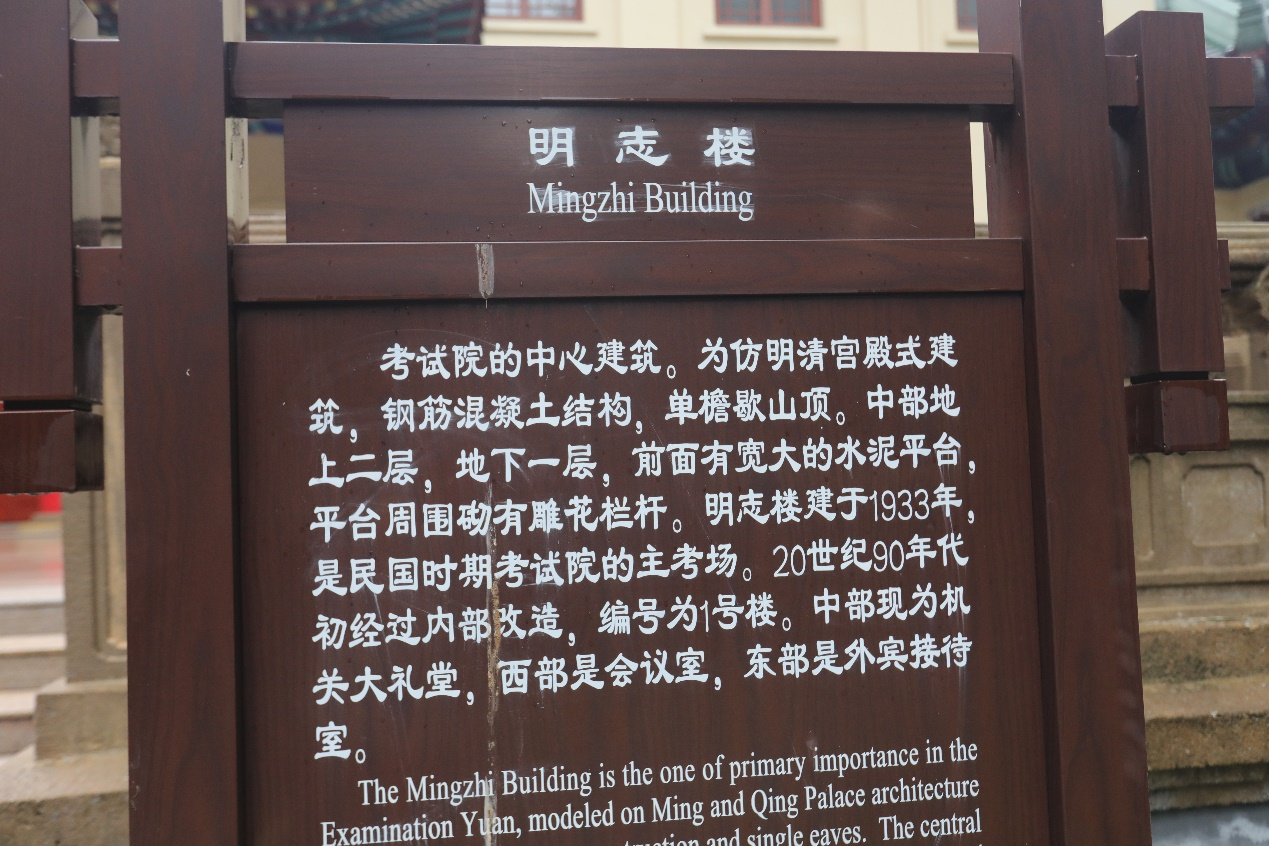 明志楼
Mingzhi Building
考试院的中心建筑。为仿明清宫殿式建
筑，钢筋混凝土结构，单檐歇山顶。中部地
上二层，地下一层，前面有宽大的水泥平台，
平台周围砌有雕花栏杆。明志楼建于1933年，
是民国时期考试院的主考场。20世纪90年代
初经过内部改造，编号为1号楼。中部现为机
关大礼堂，西部是会议室，东部是外宾接待
室。
The Mingzhi Building is the one of primary importance in the
Examination Yuan, modeled on Ming and Qing Palace architecture
and single eaves. The central